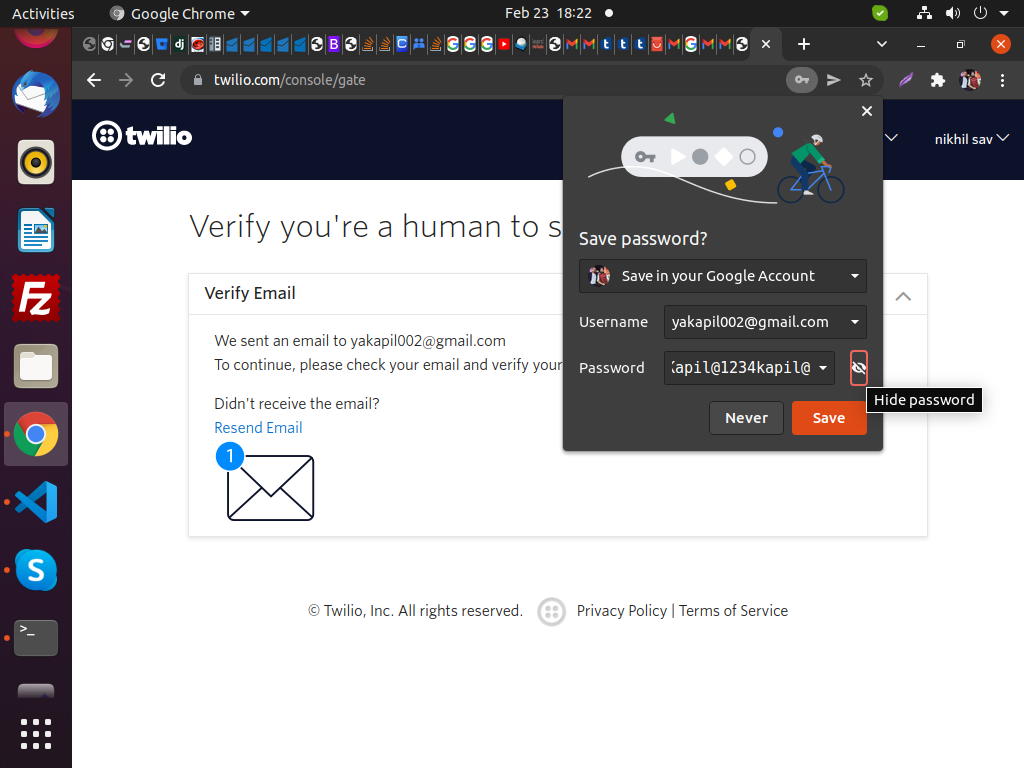 Activities
Google Chrome
Feb 23 18:22
twilio.com/console/gate
twilio
nikhil sav
Verify you're a human to s
Save password?
Save in your Google Account
Username
yakapil002@gmail.com
Password
apil@1234kapil@
Hide password
Never
Save
Verify Email
We sent an email to yakapil002@gmail.com
To continue, please check your email and verify your
Didn't receive the email?
Resend Email
1
© Twilio, Inc. All rights reserved.
Privacy Policy | Terms of Service